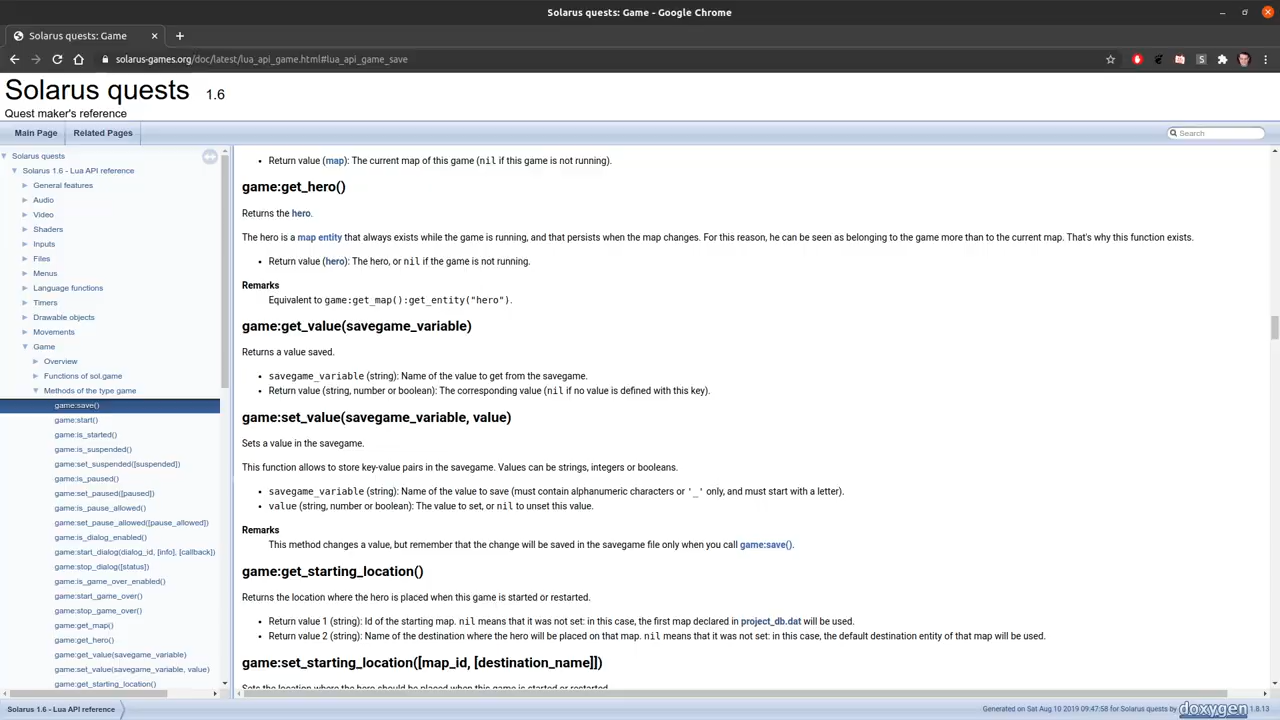 Solarus quests: Game - Google Chrome
Solarus quests: Game
solarus-games.org/doc/latest/lua_api_game.html#lua_api_game_save
Solarus quests 1.6
Quest maker's reference
Main Page
Related Pages
Search
Solarus quests
Solarus 1.6 - Lua API reference
General features
Audio
Video
Shaders
Inputs
Files
Menus
Language functions
Timers
Drawable objects
Movements
Game
Overview
Functions of sol.game
Methods of the type game
game:save()
game:start()
game:is_started()
game:is_suspended()
game:set_suspended([suspended])
game:is_paused()
game:set_paused([paused])
game:is_pause_allowed()
game:set_pause_allowed([pause_allowed])
game:is_dialog_enabled()
game:start_dialog(dialog_id, [info], [callback])
game:stop_dialog([status])
game:is_game_over_enabled()
game:start_game_over()
game:stop_game_over()
game:get_map()
game:get_hero()
game:get_value(savegame_variable)
game:set_value(savegame_variable, value)
game:get_starting_location()
• Return value (map): The current map of this game (nil if this game is not running).
game:get_hero()
Returns the hero.
The hero is a map entity that always exists while the game is running, and that persists when the map changes. For this reason, he can be seen as belonging to the game more than to the current map. That's why this function exists.
• Return value (hero): The hero, or nil if the game is not running.
Remarks
Equivalent to game:get_map():get_entity("hero").
game:get_value(savegame_variable)
Returns a value saved.
• savegame_variable (string): Name of the value to get from the savegame.
• Return value (string, number or boolean): The corresponding value (nil if no value is defined with this key).
game:set_value(savegame_variable, value)
Sets a value in the savegame.
This function allows to store key-value pairs in the savegame. Values can be strings, integers or booleans.
• savegame_variable (string): Name of the value to save (must contain alphanumeric characters or '_' only, and must start with a letter).
• value (string, number or boolean): The value to set, or nil to unset this value.
Remarks
This method changes a value, but remember that the change will be saved in the savegame file only when you call game:save().
game:get_starting_location()
Returns the location where the hero is placed when this game is started or restarted.
• Return value 1 (string): Id of the starting map. nil means that it was not set: in this case, the first map declared in project_db.dat will be used.
• Return value 2 (string): Name of the destination where the hero will be placed on that map. nil means that it was not set: in this case, the default destination entity of that map will be used.
game:set_starting_location([map_id, [destination_name]])
Sets the location where the hero should be placed when this game is started or restarted.
Solarus 1.6 - Lua API reference
Generated on Sat Aug 10 2019 09:47:58 for Solarus quests by doxygen 1.8.13